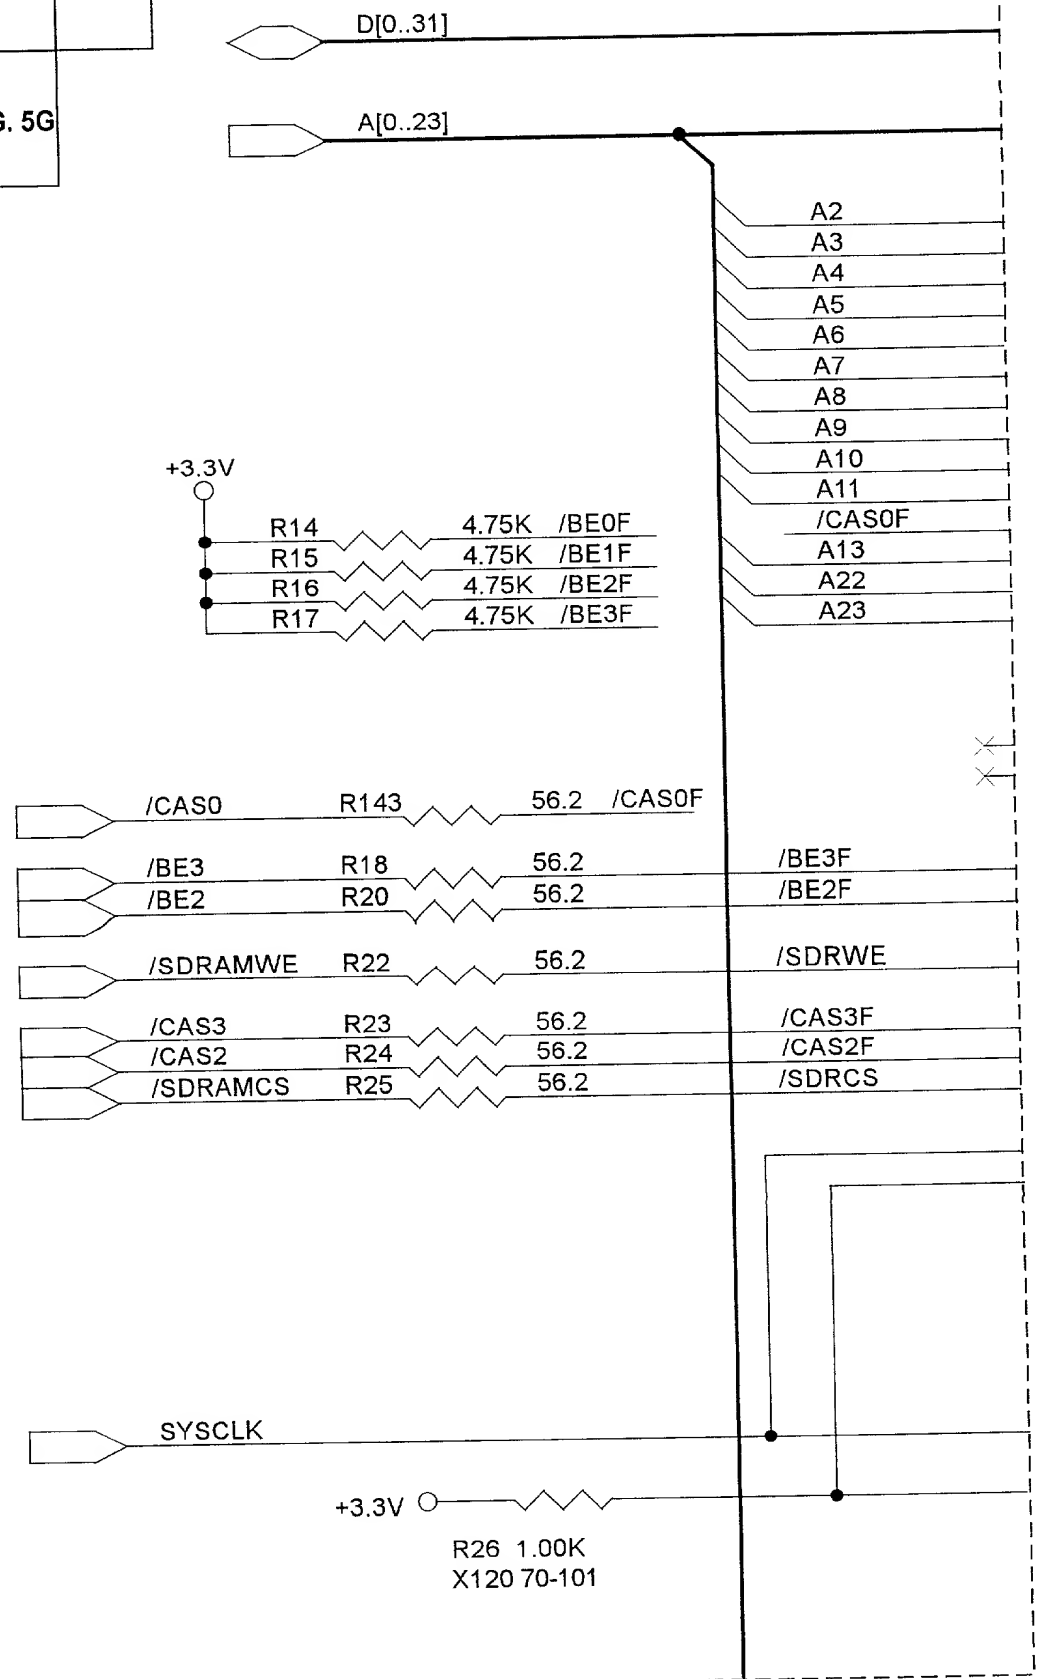 D[0..31]
G. 5G
A[0..23]
A2
A3
A4
A5
A6
A7
A8
A9
A10
A11
/CAS0F
A13
A22
A23
+3.3V
R14 4.75K /BE0F
R15 4.75K /BE1F
R16 4.75K /BE2F
R17 4.75K /BE3F
/CAS0 R143 56.2 /CAS0F
/BE3 R18 56.2 /BE3F
/BE2 R20 56.2 /BE2F
/SDRAMWE R22 56.2 /SDRWE
/CAS3 R23 56.2 /CAS3F
/CAS2 R24 56.2 /CAS2F
/SDRAMCS R25 56.2 /SDRCS
SYSCLK
+3.3V
R26 1.00K
X120 70-101